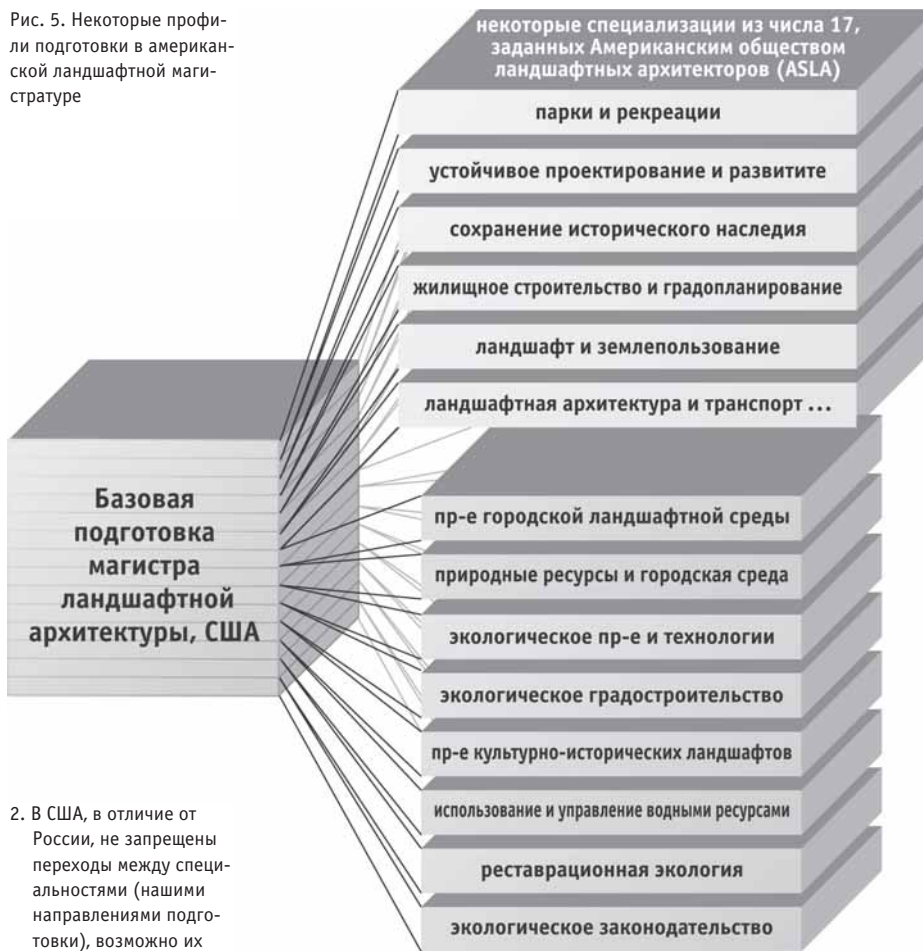 Рис. 5. Некоторые профи-
ли подготовки в американ-
ской ландшафтной маги-
стратуре
некоторые специализации из числа 17,
заданных Американским обществом
ландшафтных архитекторов (ASLA)
парки и рекреации
устойчивое проектирование и развитите
сохранение исторического наследия
жилищное строительство и градопланирование
ландшафт и землепользование
ландшафтная архитектура и транспорт ...
Базовая
подготовка
магистра
ландшафтной
архитектуры, США
пр-е городской ландшафтной среды
природные ресурсы и городская среда
экологическое пр-е и технологии
экологическое градостроительство
пр-е культурно-исторических ландшафтов
использование и управление водными ресурсами
реставрационная экология
экологическое законодательство
2. В США, в отличие от
России, не запрещены
переходы между специ-
альностями (нашими
направлениями подго-
товки), возможно их